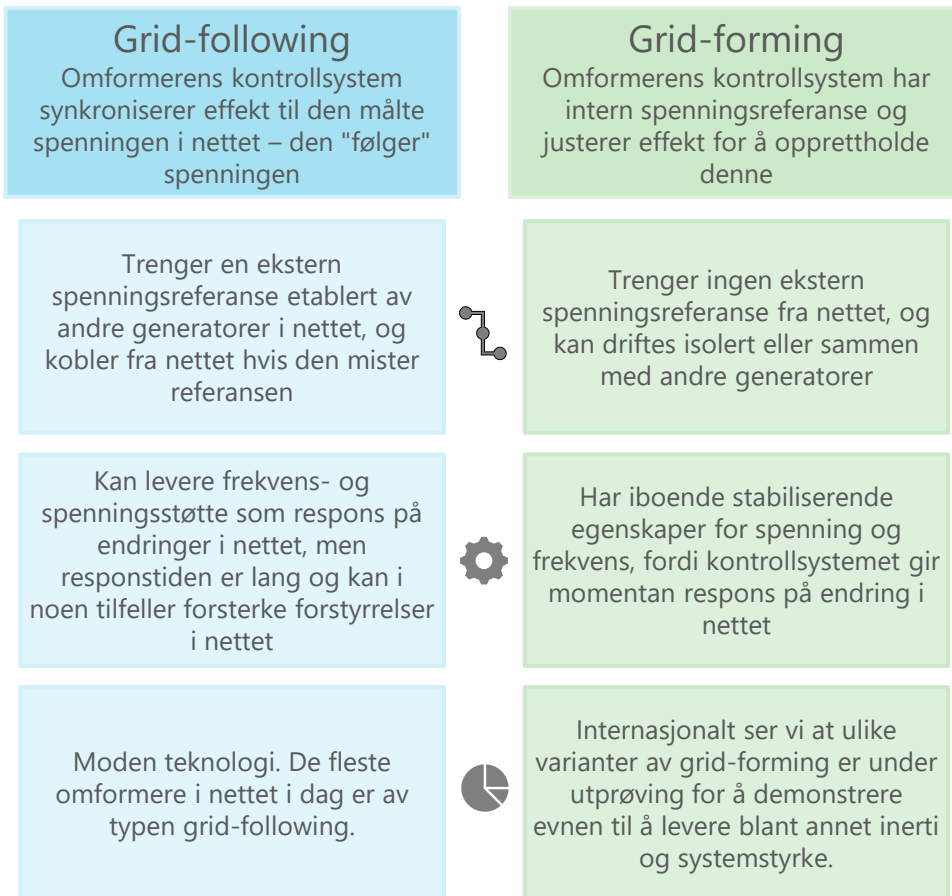 Grid-following
Omformerens kontrollsystem
synkroniserer effekt til den målte
spenningen i nettet – den "følger"
spenningen
Grid-forming
Omformerens kontrollsystem har
intern spenningsreferanse og
justerer effekt for å opprettholde
denne
Trenger en ekstern
spenningsreferanse etablert av
andre generatorer i nettet, og
kobler fra nettet hvis den mister
referansen
Trenger ingen ekstern
spenningsreferanse fra nettet, og
kan driftes isolert eller sammen
med andre generatorer
Kan levere frekvens- og
spenningsstøtte som respons på
endringer i nettet, men
responstiden er lang og kan i
noen tilfeller forsterke forstyrrelser
i nettet
Har iboende stabiliserende
egenskaper for spenning og
frekvens, fordi kontrollsystemet gir
momentan respons på endring i
nettet
Moden teknologi. De fleste
omformere i nettet i dag er av
typen grid-following.
Internasjonalt ser vi at ulike
varianter av grid-forming er under
utprøving for å demonstrere
evnen til å levere blant annet inerti
og systemstyrke.